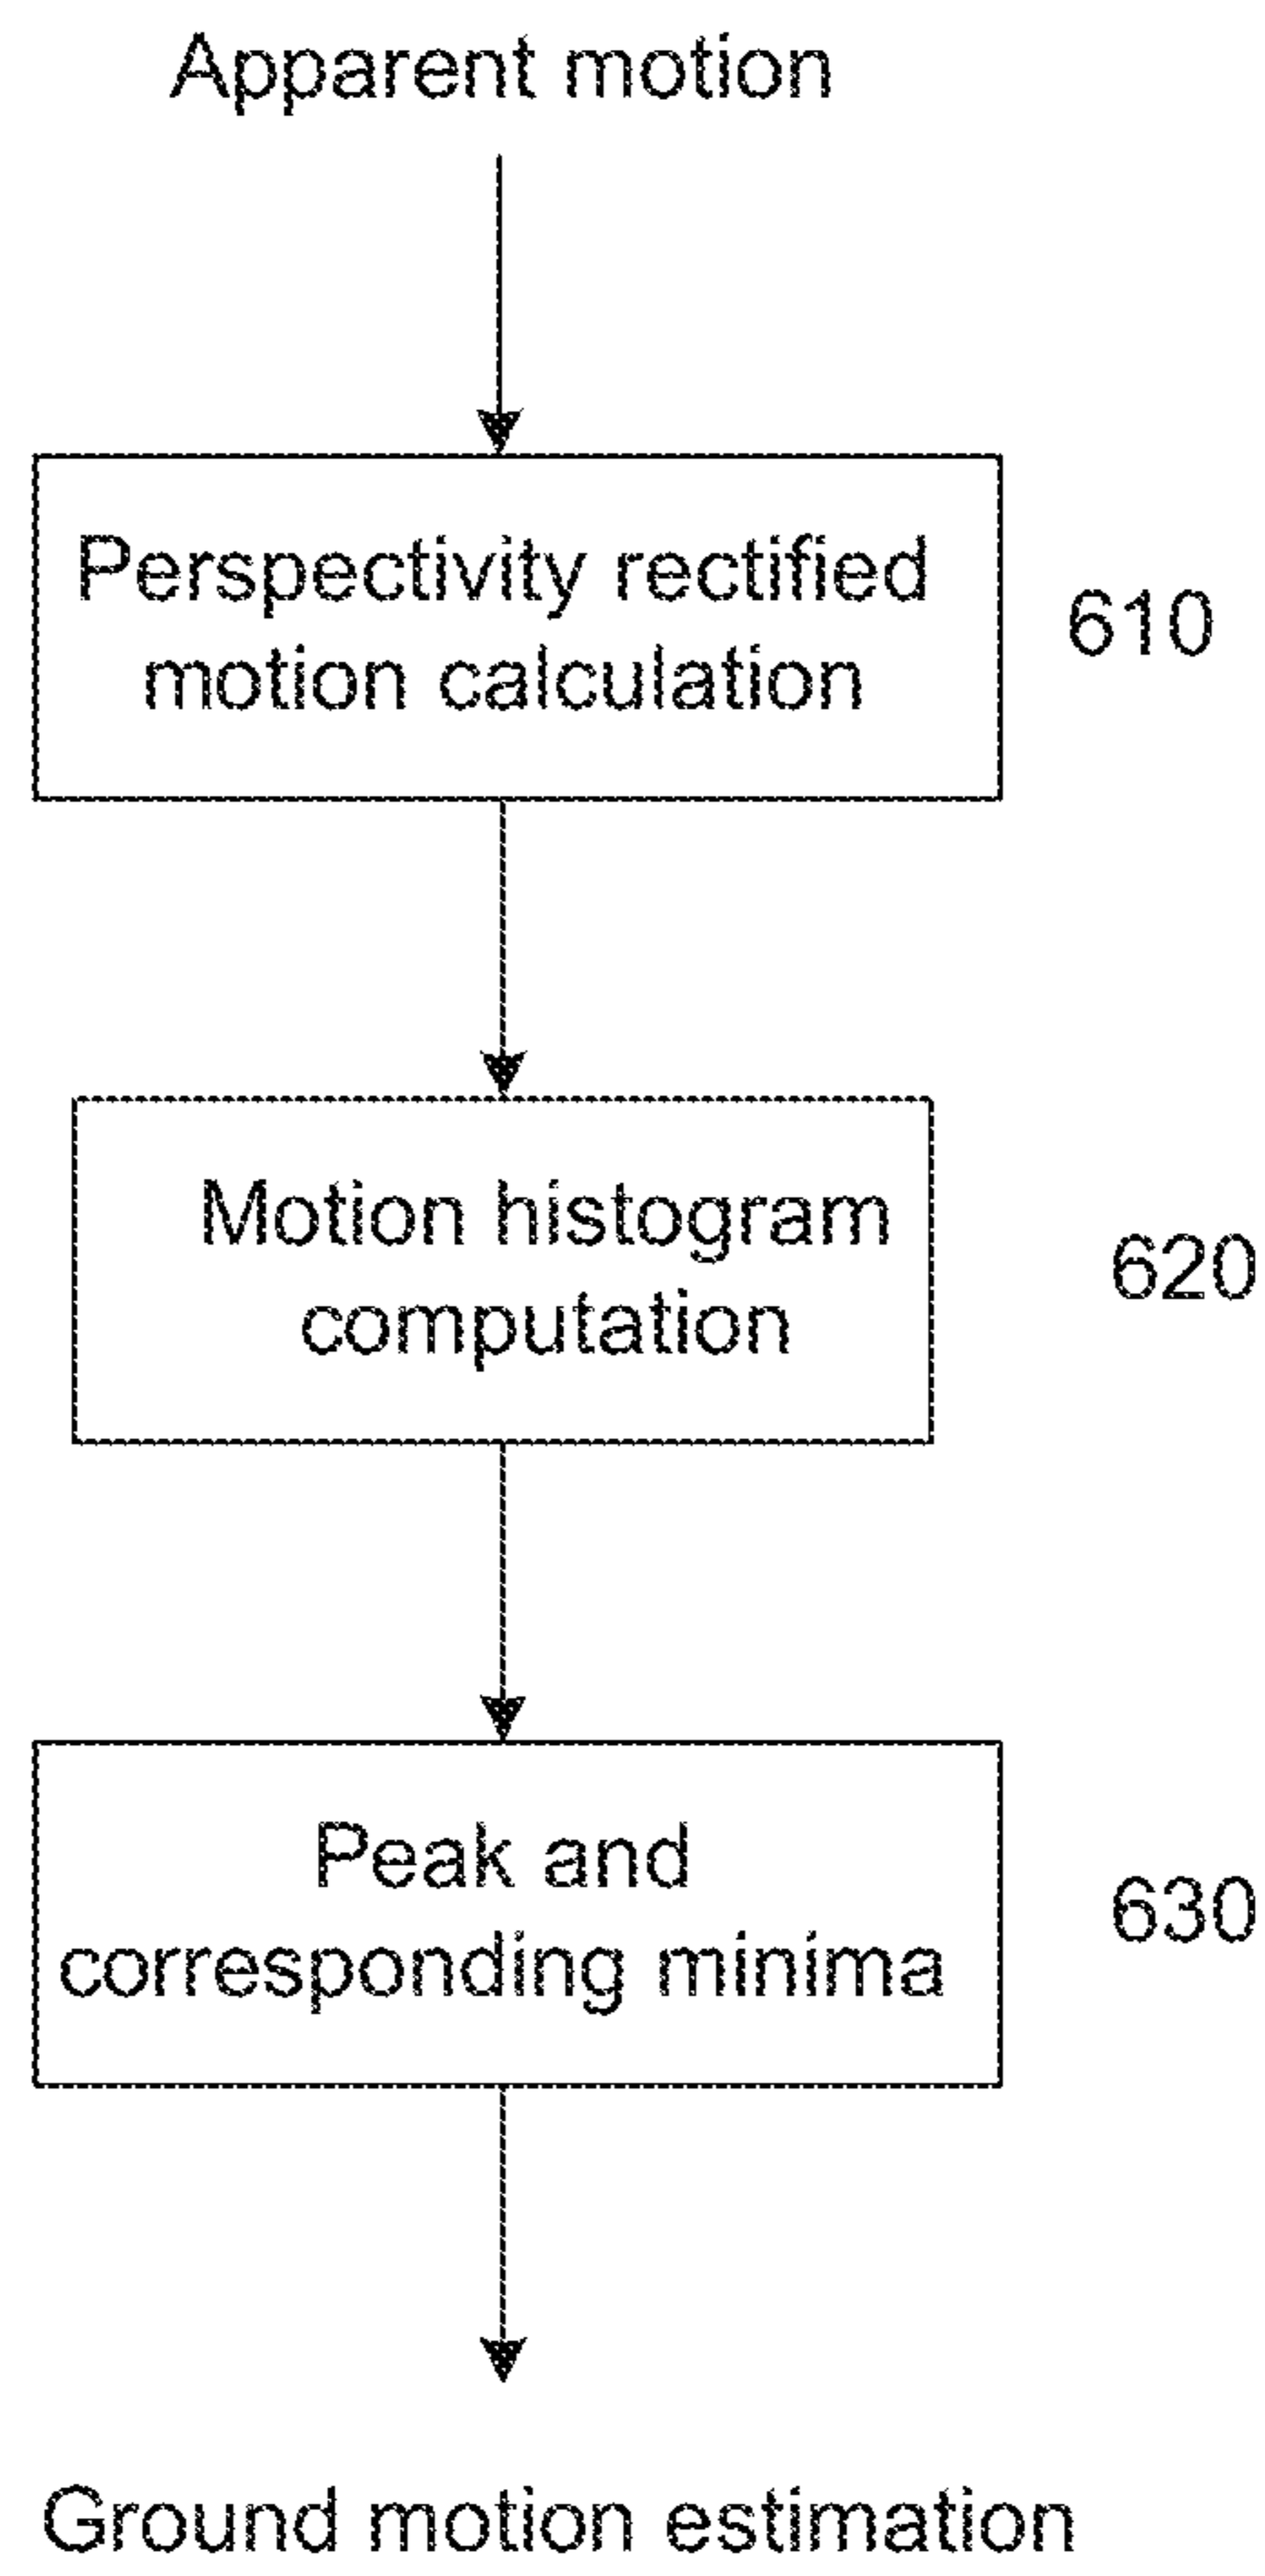 Apparent motion
Perspectivity rectified
motion calculation
610
Motion histogram
computation
620
Peak and
corresponding minima
630
Ground motion estimation